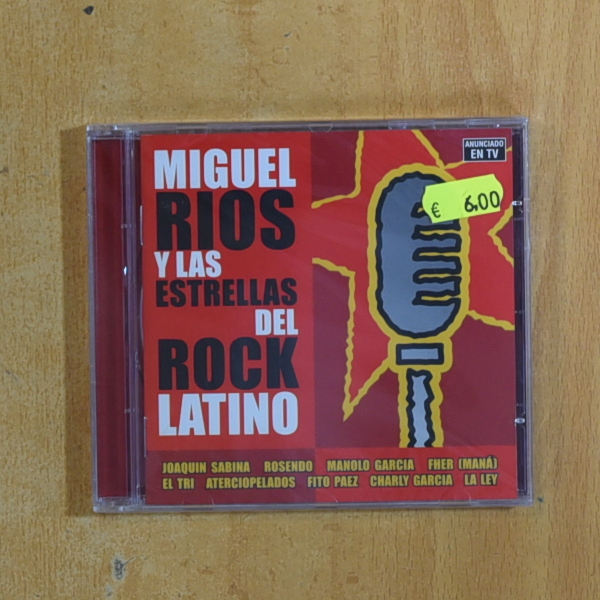 MIGUEL
RIOS
Y LAS
ESTRELLAS
DEL
ROCK
LATINO
ANUNCIADO
EN TV
€ 6,00
JOAQUIN SABINA ROSENDO MANOLO GARCIA FHER (MANÁ)
EL TRI ATERCIOPELADOS FITO PAEZ CHARLY GARCIA LA LEY